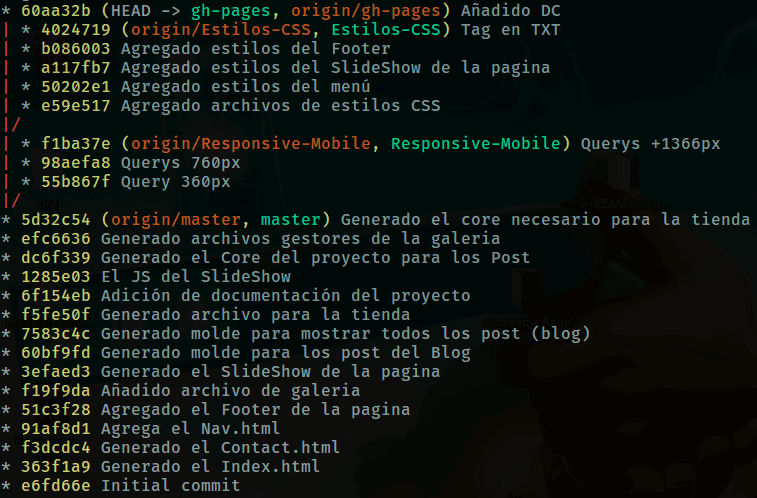 * 60aa32b (HEAD -> gh-pages, origin/gh-pages) Añadido DC
| * 4024719 (origin/Estilos-CSS, Estilos-CSS) Tag en TXT
| * b086003 Agregado estilos del Footer
| * a117fb7 Agregado estilos del SlideShow de la pagina
| * 50202e1 Agregado estilos del menú
| * e59e517 Agregado archivos de estilos CSS
|/
| * f1ba37e (origin/Responsive-Mobile, Responsive-Mobile) Querys +1366px
| * 98aefa8 Querys 760px
| * 55b867f Query 360px
|/
* 5d32c54 (origin/master, master) Generado el core necesario para la tienda
* efc6636 Generado archivos gestores de la galeria
* dc6f339 Generado el Core del proyecto para los Post
* 1285e03 El JS del SlideShow
* 6f154eb Adición de documentación del proyecto
* f5fe50f Generado archivo para la tienda
* 7583c4c Generado molde para mostrar todos los post (blog)
* 60bf9fd Generado molde para los post del Blog
* 3efaed3 Generado el SlideShow de la pagina
* f19f9da Añadido archivo de galeria
* 51c3f28 Agregado el Footer de la pagina
* 91af8d1 Agrega el Nav.html
* f3dcdc4 Generado el Contact.html
* 363f1a9 Generado el Index.html
* e6fd66e Initial commit